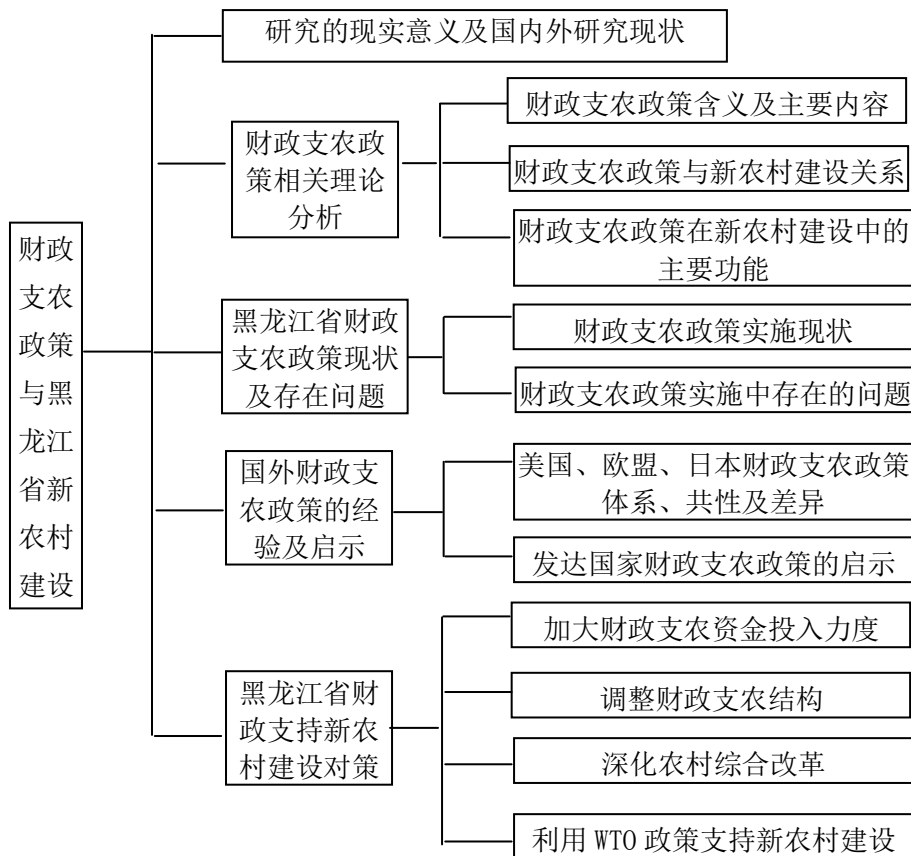 研究的现实意义及国内外研究现状
财政支农政
策相关理论
分析
财政支农政策含义及主要内容
财政支农政策与新农村建设关系
财政支农政策在新农村建设中的
主要功能
财政
支农
政策
与黑
龙江
省新
农村
建设
黑龙江省财政
支农政策现状
及存在问题
财政支农政策实施现状
财政支农政策实施中存在的问题
国外财政支
农政策的经
验及启示
美国、欧盟、日本财政支农政策
体系、共性及差异
发达国家财政支农政策的启示
黑龙江省财
政支持新农
村建设对策
加大财政支农资金投入力度
调整财政支农结构
深化农村综合改革
利用 WTO 政策支持新农村建设